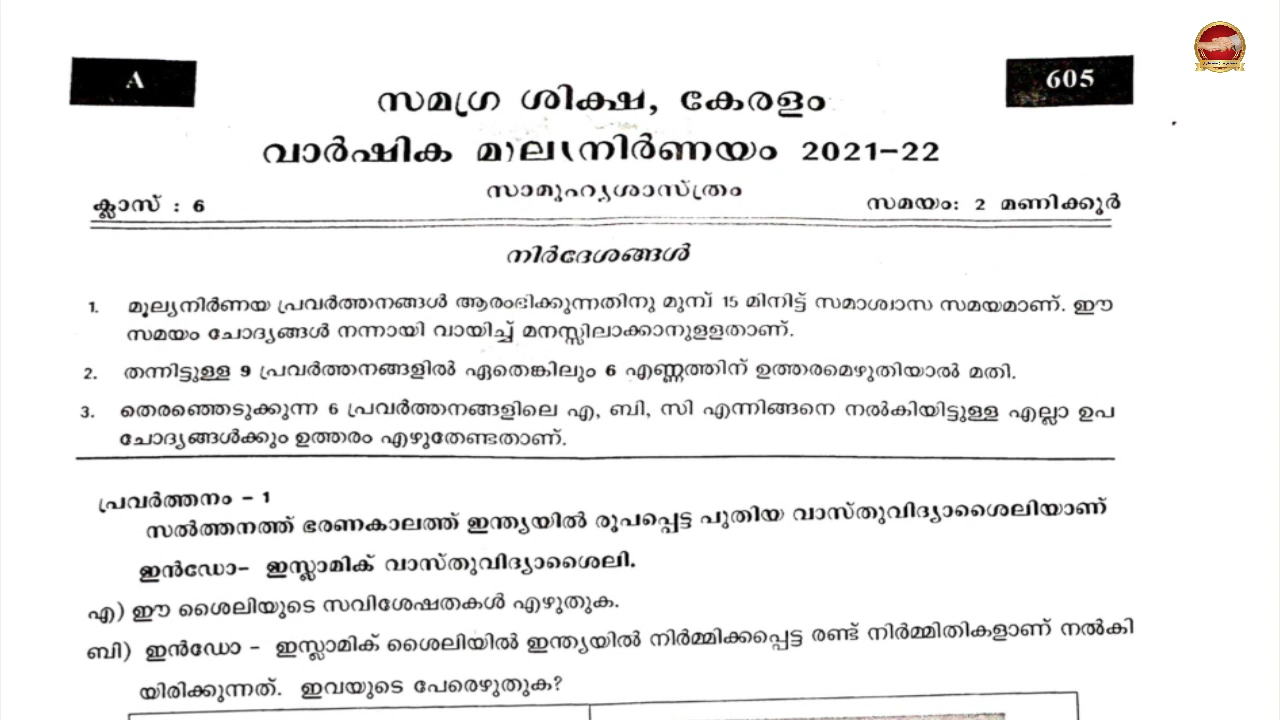 A
605
സമഗ്ര ശിക്ഷ, കേരളം
വാർഷിക മൂല്യനിർണയം 2021-22
സാമൂഹ്യശാസ്ത്രം
ക്ലാസ് : 6
സമയം: 2 മണിക്കൂർ
നിർദേശങ്ങൾ
1. മൂല്യനിർണയ പ്രവർത്തനങ്ങൾ ആരംഭിക്കുന്നതിനു മുമ്പ് 15 മിനിട്ട് സമാശ്വാസ സമയമാണ്. ഈ
സമയം ചോദ്യങ്ങൾ നന്നായി വായിച്ച് മനസ്സിലാക്കാനുളളതാണ്.
2. തന്നിട്ടുള്ള 9 പ്രവർത്തനങ്ങളിൽ ഏതെങ്കിലും 6 എണ്ണത്തിന് ഉത്തരമെഴുതിയാൽ മതി.
3. തെരഞ്ഞെടുക്കുന്ന 6 പ്രവർത്തനങ്ങളിലെ എ, ബി, സി എന്നിങ്ങനെ നൽകിയിട്ടുള്ള എല്ലാ ഉപ
ചോദ്യങ്ങൾക്കും ഉത്തരം എഴുതേണ്ടതാണ്.
പ്രവർത്തനം - 1
സൽത്തനത്ത് ഭരണകാലത്ത് ഇന്ത്യയിൽ രൂപപ്പെട്ട പുതിയ വാസ്തുവിദ്യാശൈലിയാണ്
ഇൻഡോ- ഇസ്ലാമിക് വാസ്തുവിദ്യാശൈലി.
എ) ഈ ശൈലിയുടെ സവിശേഷതകൾ എഴുതുക.
ബി) ഇൻഡോ - ഇസ്ലാമിക് ശൈലിയിൽ ഇന്ത്യയിൽ നിർമ്മിക്കപ്പെട്ട രണ്ട് നിർമ്മിതികളാണ് നൽകി
യിരിക്കുന്നത്. ഇവയുടെ പേരെഴുതുക?